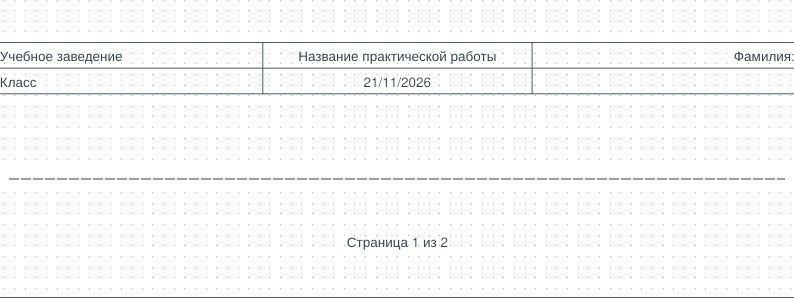 Учебное заведение
Название практической работы
Фамилия:
Класс
21/11/2026
Страница 1 из 2